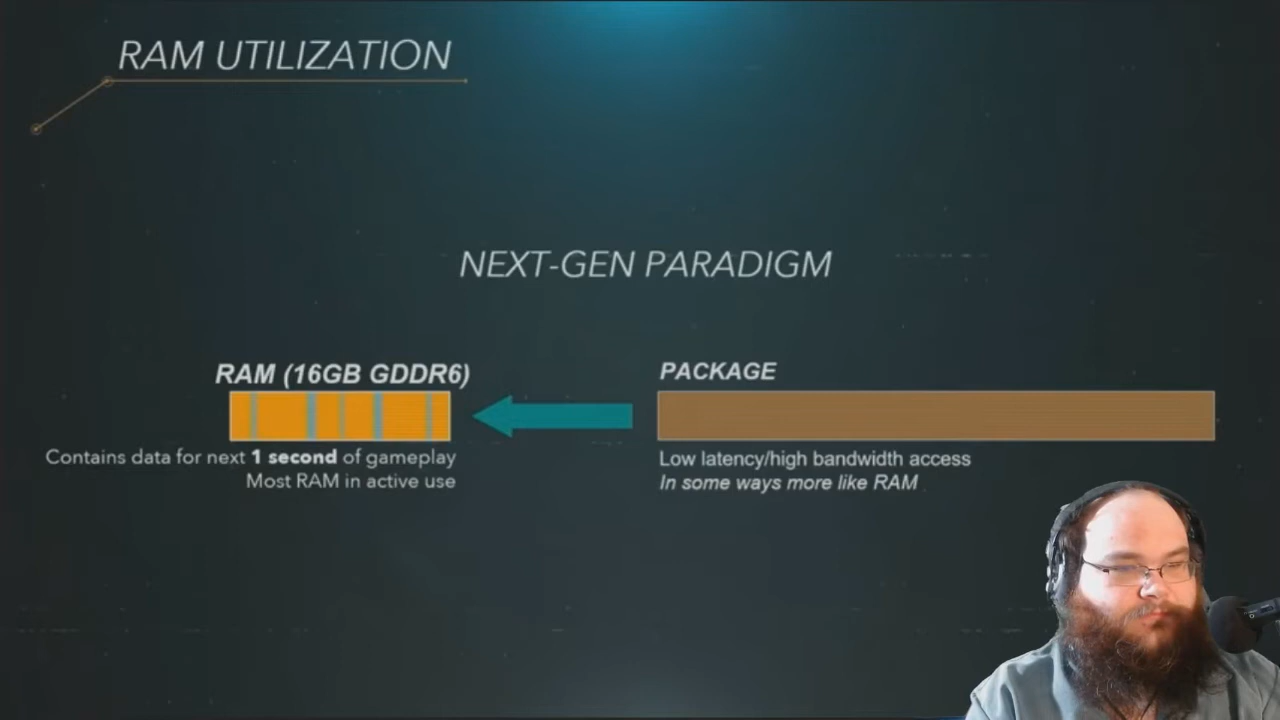 RAM UTILIZATION
NEXT-GEN PARADIGM
RAM (16GB GDDR6)
Contains data for next 1 second of gameplay
Most RAM in active use
PACKAGE
Low latency/high bandwidth access
In some ways more like RAM